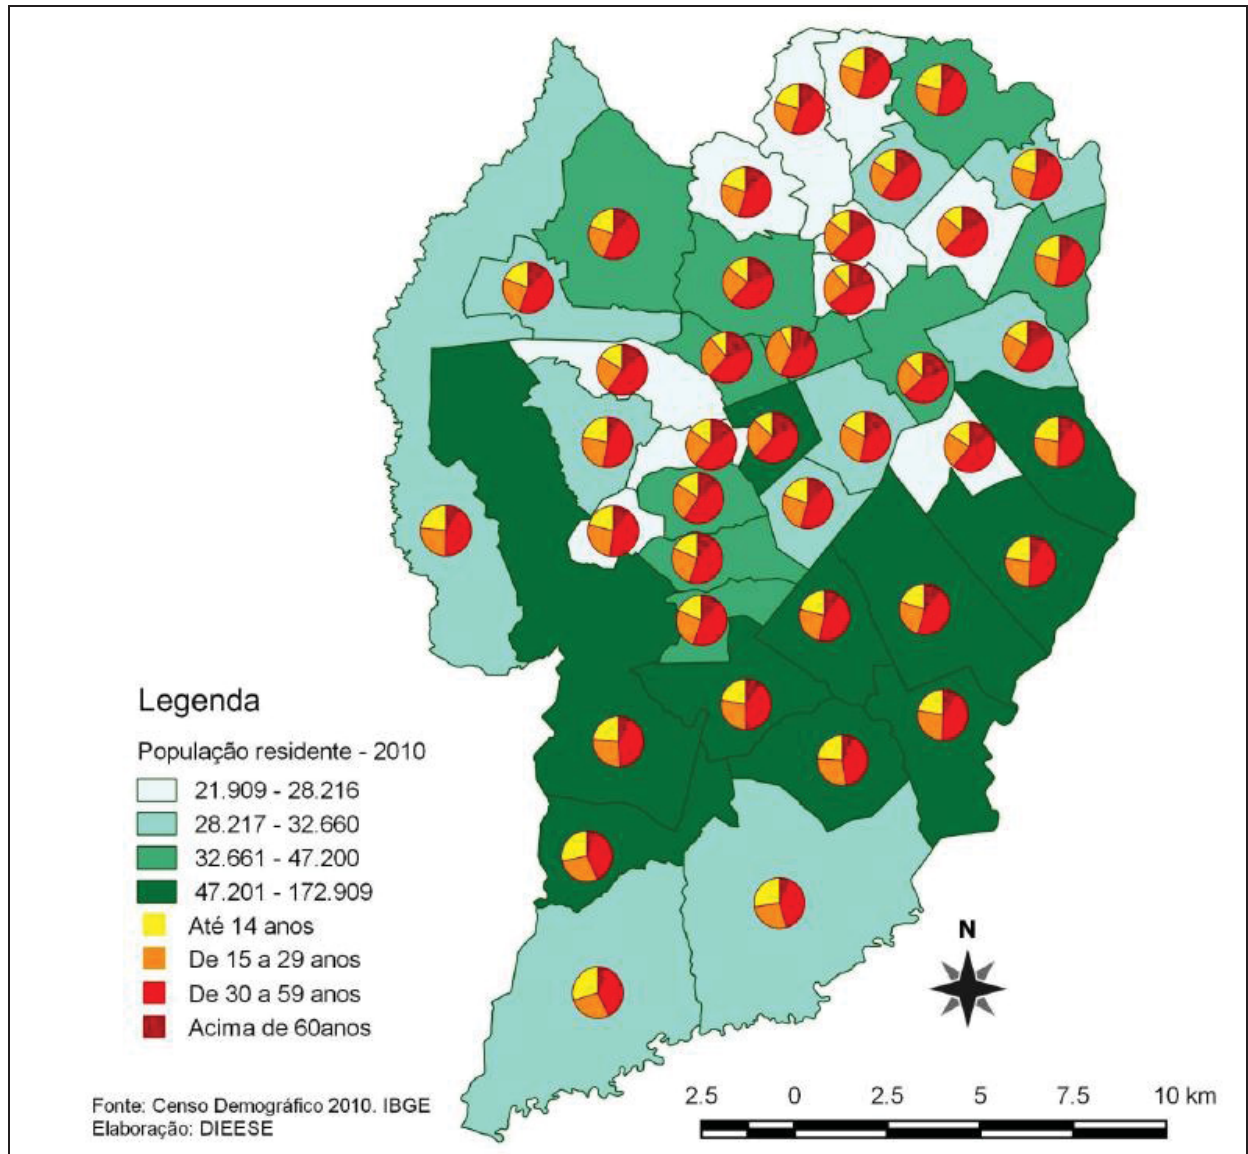 Legenda
População residente - 2010
21.909 - 28.216
28.217 - 32.660
32.661 - 47.200
47.201 - 172.909
Até 14 anos
De 15 a 29 anos
De 30 a 59 anos
Acima de 60anos
N
2.5 0 2.5 5 7.5 10 km
Fonte: Censo Demográfico 2010. IBGE
Elaboração: DIEESE